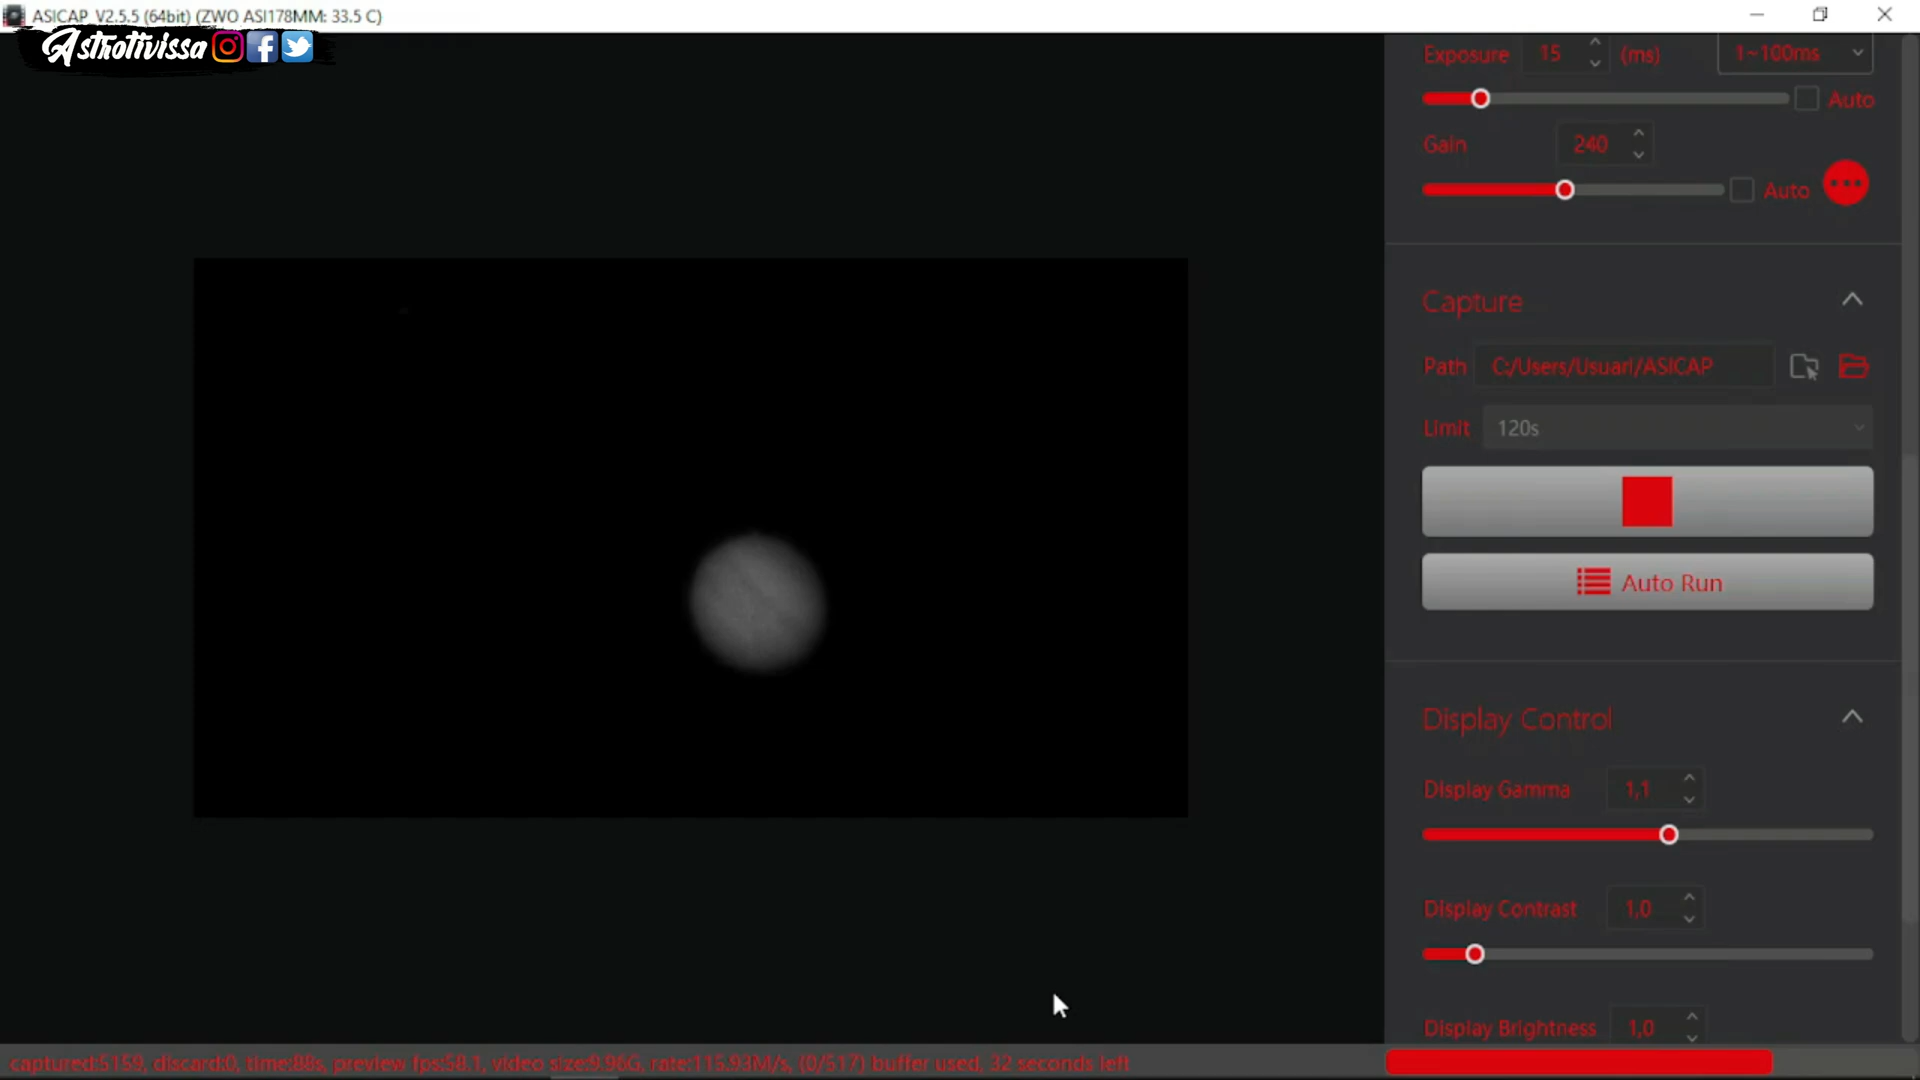 ASICAP V2.5.5 (64bit) (ZWO ASI178MM: 33.5 C)
Astrotivissa
Exposure 15 (ms) 1~100ms
Auto
Gain 240
Auto
Capture
Path C:/Users/Usuari/ASICAP
Limit 120s
Auto Run
Display Control
Display Gamma 1,1
Display Contrast 1,0
Display Brightness 1,0
captured:5159, discard:0, time:88s, preview fps:58.1, video size:9.96G, rate:115.93M/s, (0/517) buffer used, 32 seconds left